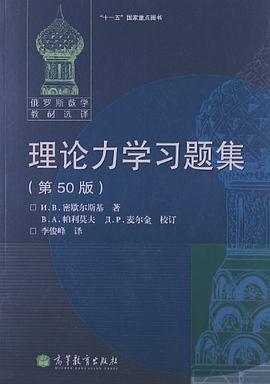 “十一五”国家重点图书
俄罗斯数学
教材选译
理论力学习题集
(第50版)
□ И.В.密歇尔斯基 著
□ В.А.帕利莫夫 Д.Р.麦尔金 校订
□ 李俊峰 译
高等教育出版社